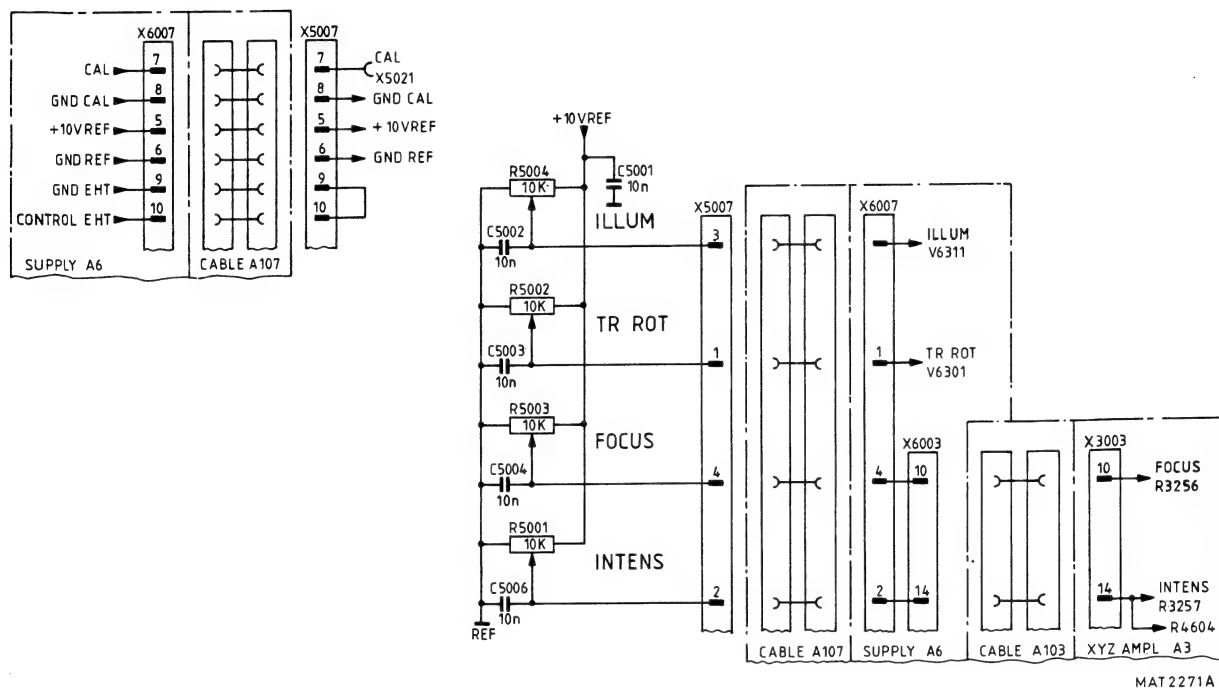 X6007
X5007
CAL
7
7
CAL
X5021
GND CAL
8
8
GND CAL
+10VREF
5
5
+ 10VREF
GND REF
6
6
GND REF
GND EHT
9
9
CONTROL EHT
10
10
SUPPLY A6
CABLE A107
+10VREF
R5004
10K
C5001
10n
ILLUM
C5002
10n
X5007
3
X6007
ILLUM
V6311
R5002
10K
TR ROT
C5003
10n
1
1
TR ROT
V6301
R5003
10K
FOCUS
C5004
10n
4
4
X6003
10
X3003
10
FOCUS
R3256
R5001
10K
INTENS
C5006
10n
2
2
14
14
INTENS
R3257
R4604
REF
CABLE A107
SUPPLY A6
CABLE A103
XYZ AMPL A3
MAT2271A